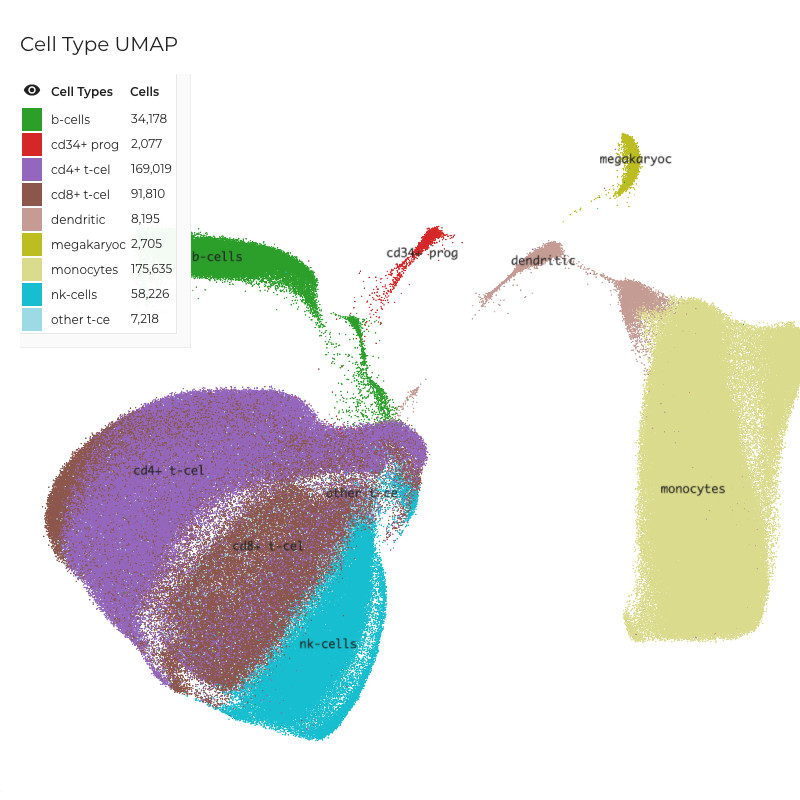 Cell Type UMAP
Cell Types Cells
b-cells 34,178
cd34+ prog 2,077
cd4+ t-cel 169,019
cd8+ t-cel 91,810
dendritic 8,195
megakaryoc 2,705
monocytes 175,635
nk-cells 58,226
other t-ce 7,218
megakaryoc
b-cells
cd34+ prog
dendritic
cd4+ t-cel
other t-ce
monocytes
cd8+ t-cel
nk-cells